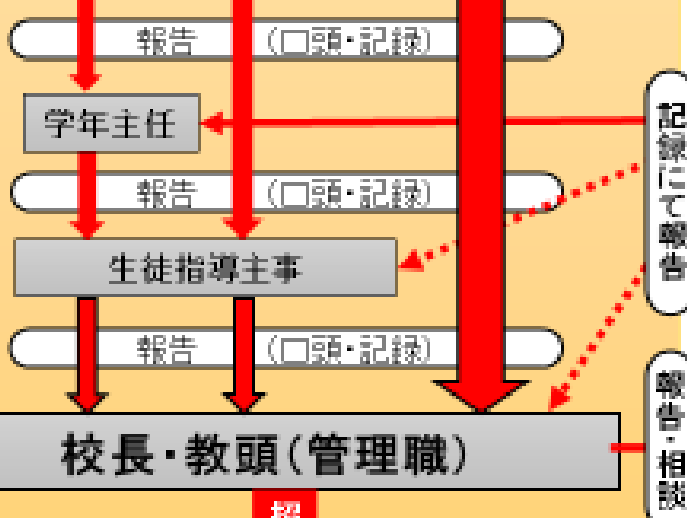 報告 (口頭・記録)
学年主任
記録にて報告
報告 (口頭・記録)
生徒指導主事
報告 (口頭・記録)
校長・教頭(管理職)
報告・相談